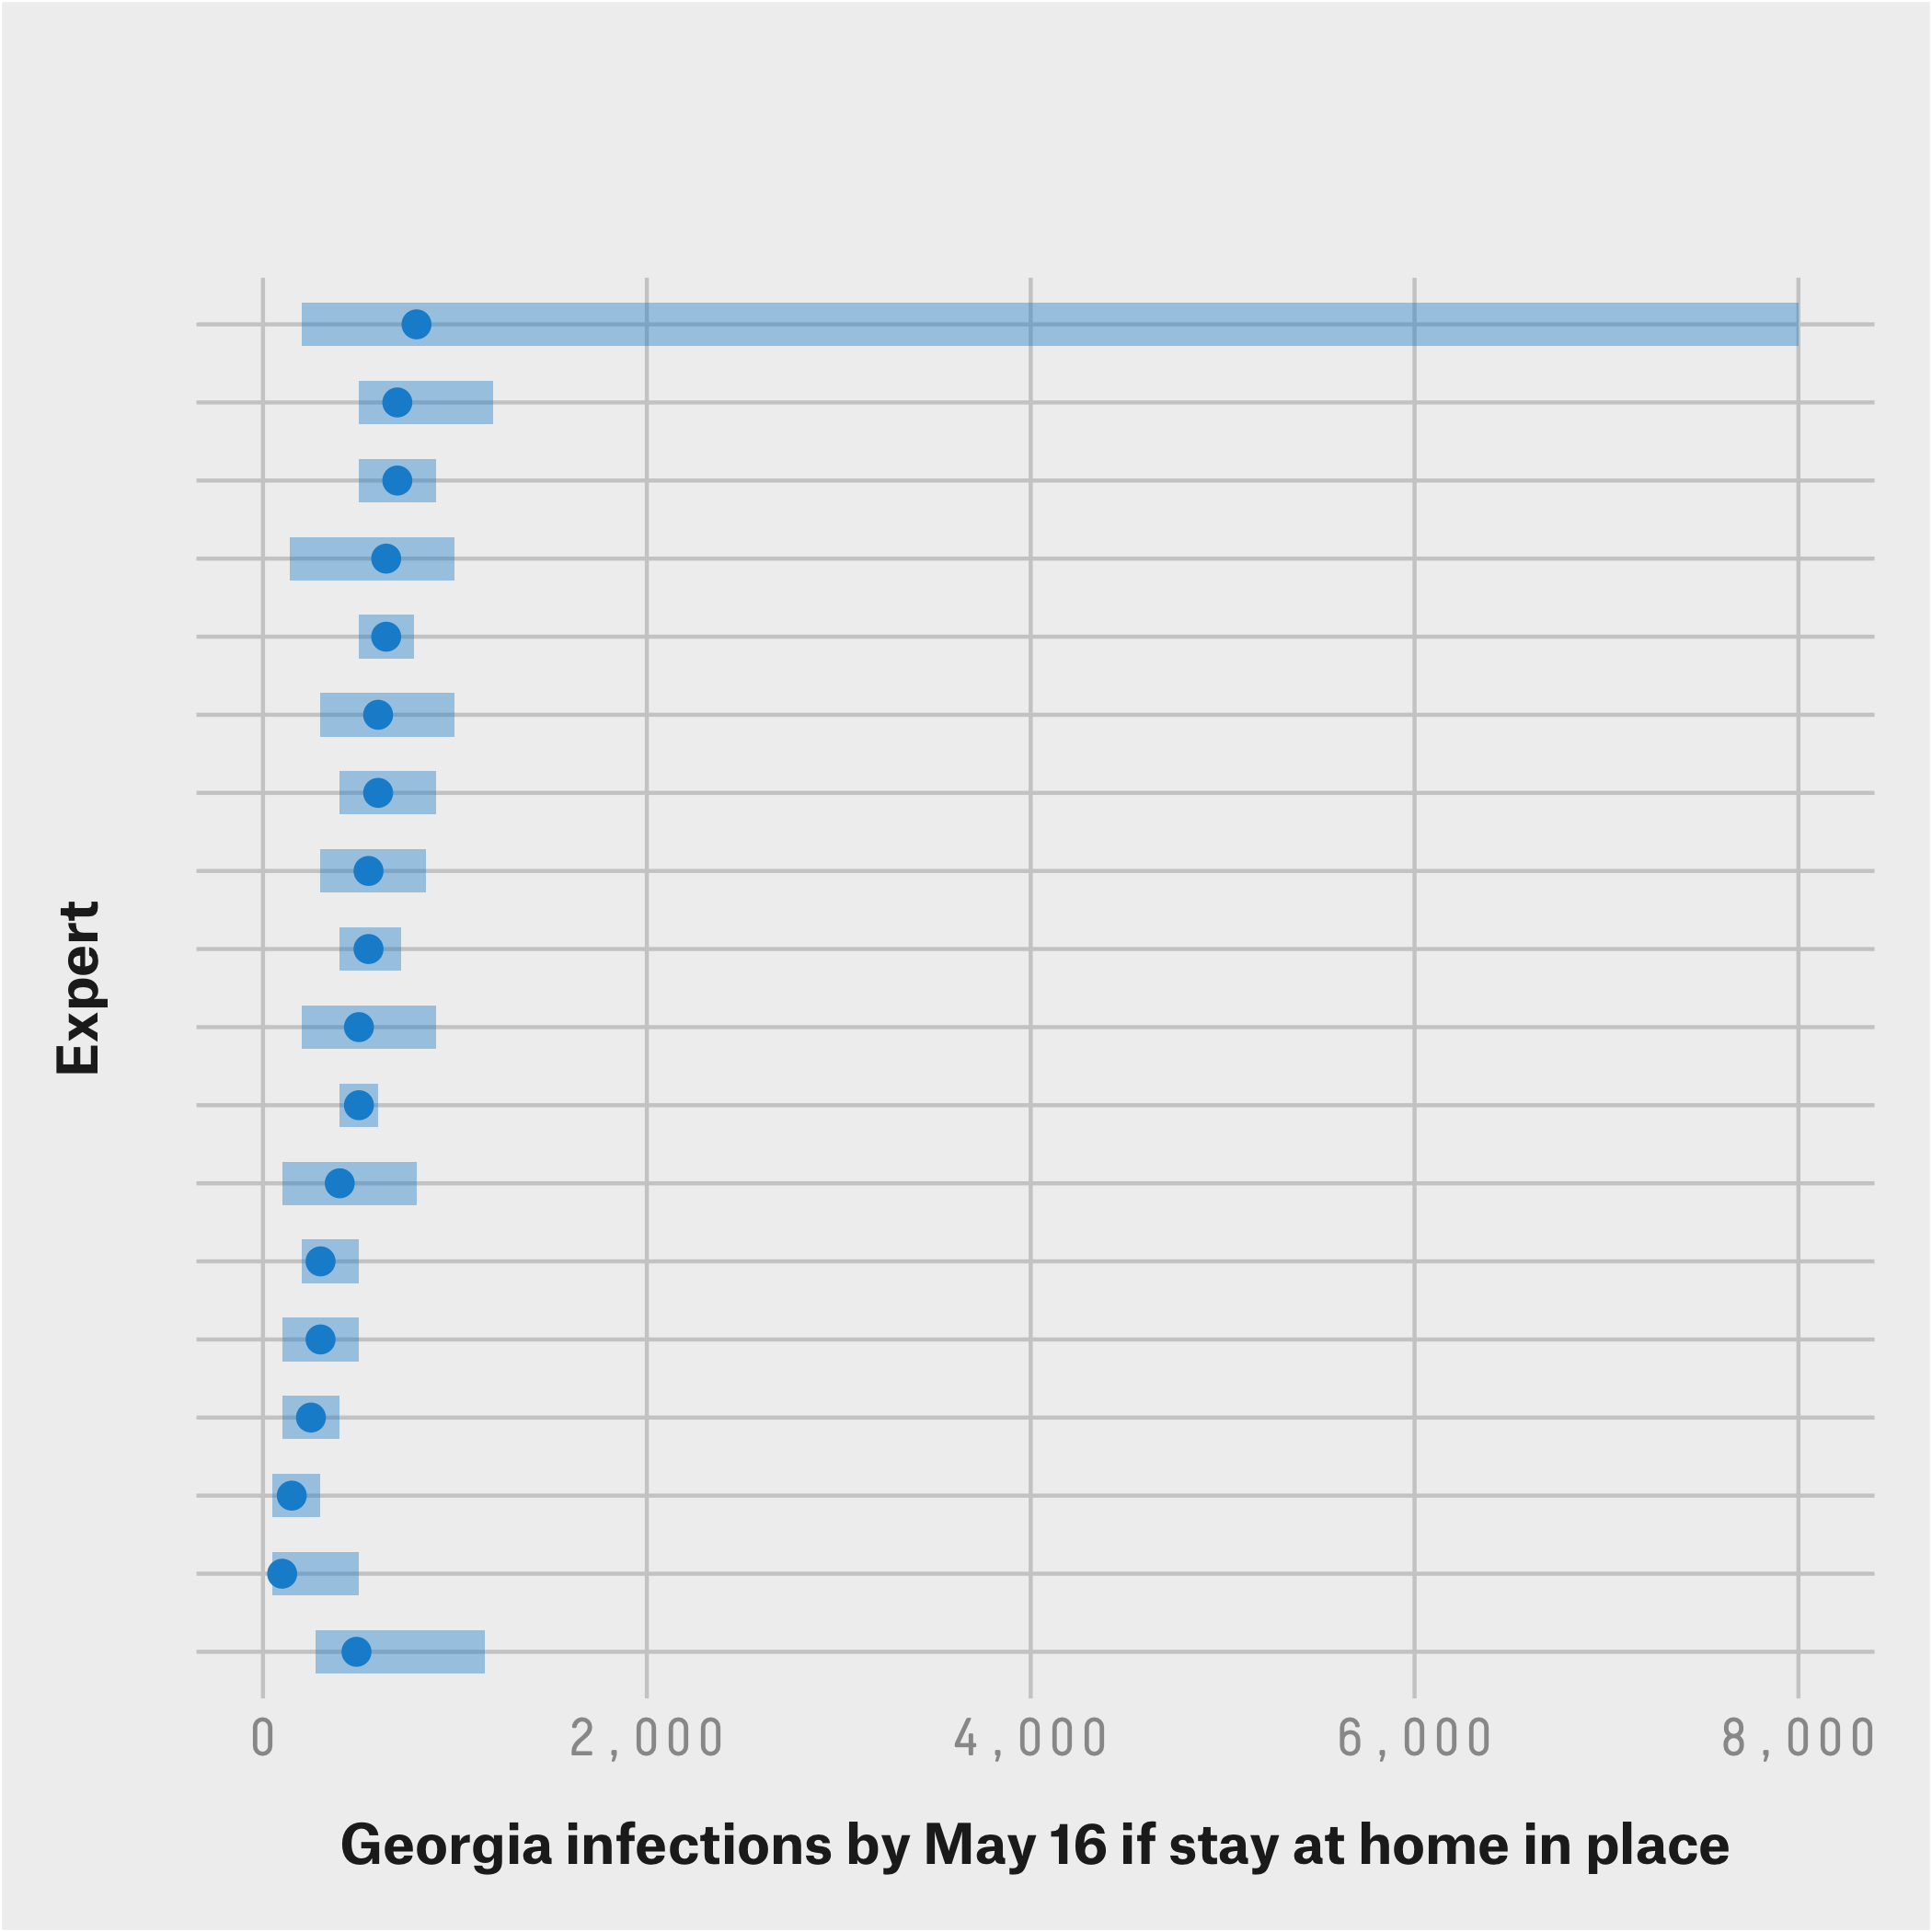 Expert
0 2,000 4,000 6,000 8,000
Georgia infections by May 16 if stay at home in place